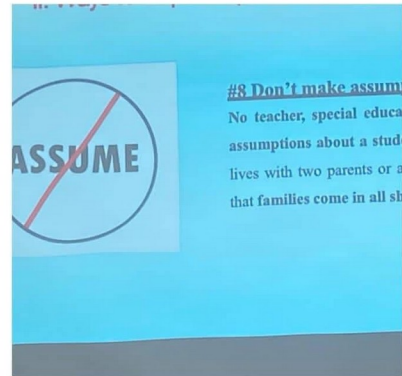 ASSUME
#8 Don't make assum
No teacher, special educa
assumptions about a stud
lives with two parents or a
that families come in all sh